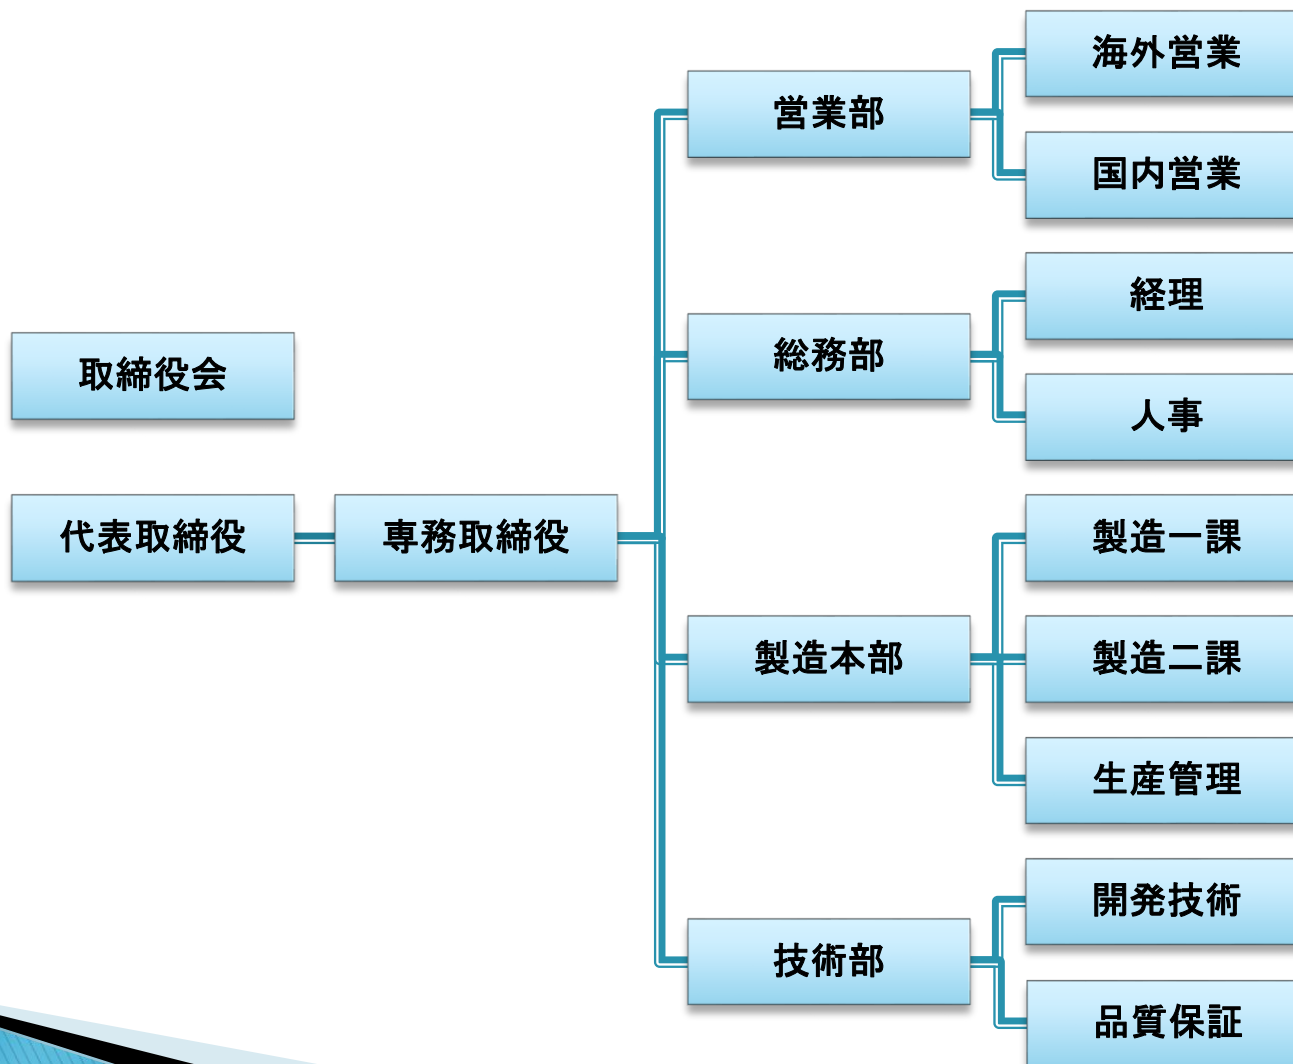 取締役会
代表取締役
専務取締役
営業部
海外営業
国内営業
総務部
経理
人事
製造本部
製造一課
製造二課
生産管理
技術部
開発技術
品質保証